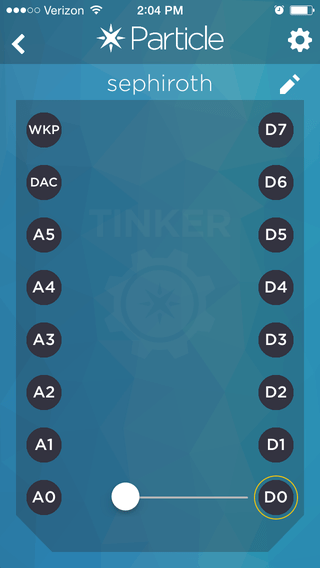 Verizon 2:04 PM
Particle
sephiroth
WKP D7
DAC D6
TINKER
A5 D5
A4 D4
A3 D3
A2 D2
A1 D1
A0 D0